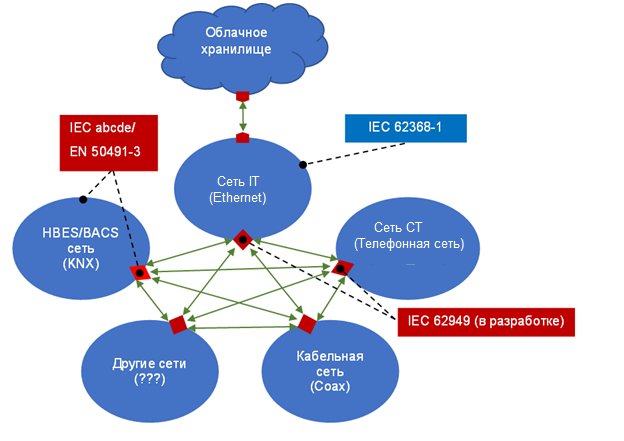 Облачное
хранилище
IEC abcde/
EN 50491-3
IEC 62368-1
Сеть IT
(Ethernet)
HBES/BACS
сеть
(KNX)
Сеть CT
(Телефонная сеть)
...
IEC 62949 (в разработке)
Другие сети
(???)
Кабельная
сеть
(Coax)